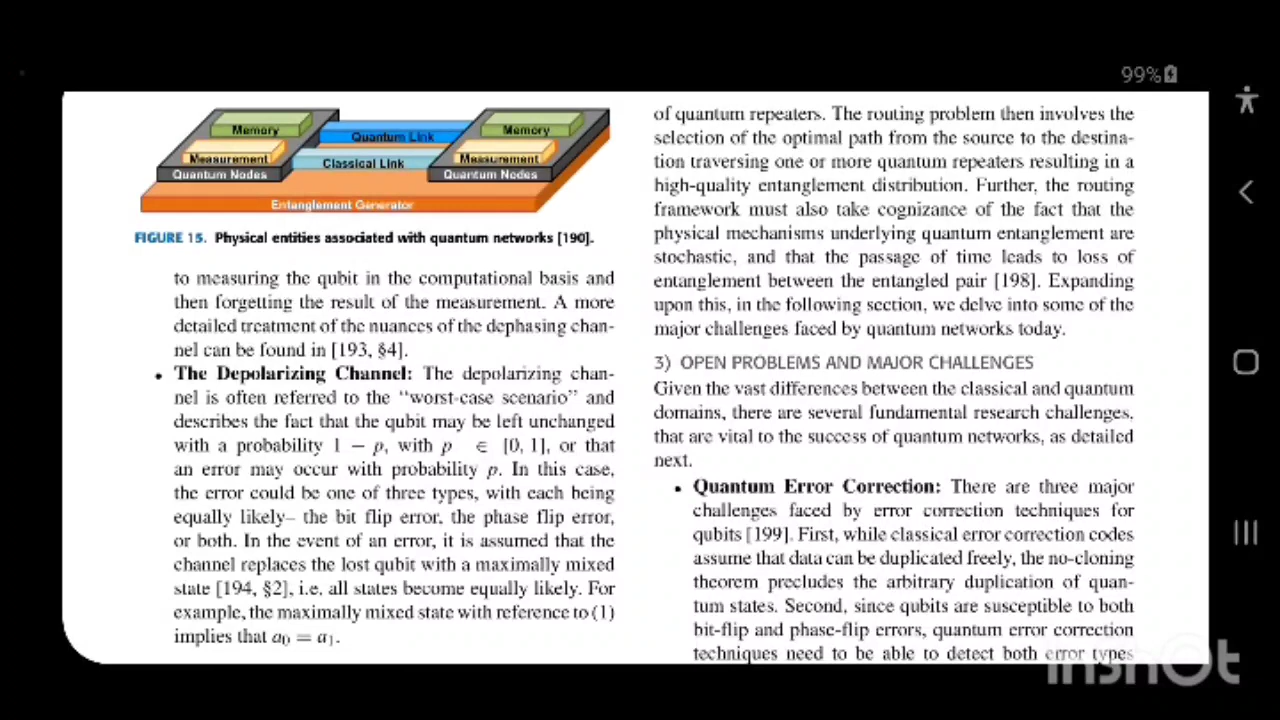 99%
Memory
Quantum Link
Memory
Measurement
Classical Link
Measurement
Quantum Nodes
Quantum Nodes
Entanglement Generator
FIGURE 15. Physical entities associated with quantum networks [190].
to measuring the qubit in the computational basis and
then forgetting the result of the measurement. A more
detailed treatment of the nuances of the dephasing chan-
nel can be found in [193, §4].
• The Depolarizing Channel: The depolarizing chan-
nel is often referred to the “worst-case scenario” and
describes the fact that the qubit may be left unchanged
with a probability 1 − p, with p ∈ [0, 1], or that
an error may occur with probability p. In this case,
the error could be one of three types, with each being
equally likely– the bit flip error, the phase flip error,
or both. In the event of an error, it is assumed that the
channel replaces the lost qubit with a maximally mixed
state [194, §2], i.e. all states become equally likely. For
example, the maximally mixed state with reference to (1)
implies that a0 = a1.
of quantum repeaters. The routing problem then involves the
selection of the optimal path from the source to the destina-
tion traversing one or more quantum repeaters resulting in a
high-quality entanglement distribution. Further, the routing
framework must also take cognizance of the fact that the
physical mechanisms underlying quantum entanglement are
stochastic, and that the passage of time leads to loss of
entanglement between the entangled pair [198]. Expanding
upon this, in the following section, we delve into some of the
major challenges faced by quantum networks today.
3) OPEN PROBLEMS AND MAJOR CHALLENGES
Given the vast differences between the classical and quantum
domains, there are several fundamental research challenges,
that are vital to the success of quantum networks, as detailed
next.
• Quantum Error Correction: There are three major
challenges faced by error correction techniques for
qubits [199]. First, while classical error correction codes
assume that data can be duplicated freely, the no-cloning
theorem precludes the arbitrary duplication of quan-
tum states. Second, since qubits are susceptible to both
bit-flip and phase-flip errors, quantum error correction
techniques need to be able to detect both error types
InShOt